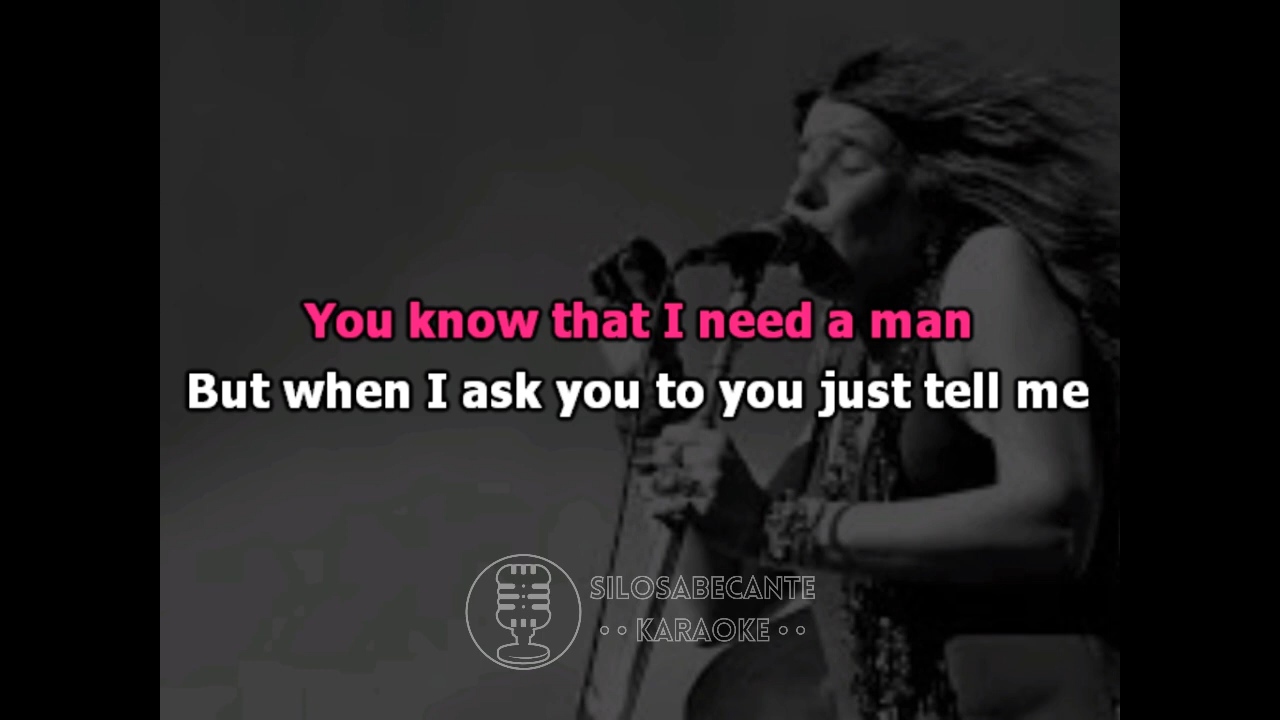 You know that I need a man
But when I ask you to you just tell me
SILOSABECANTE
•• KARAOKE ••